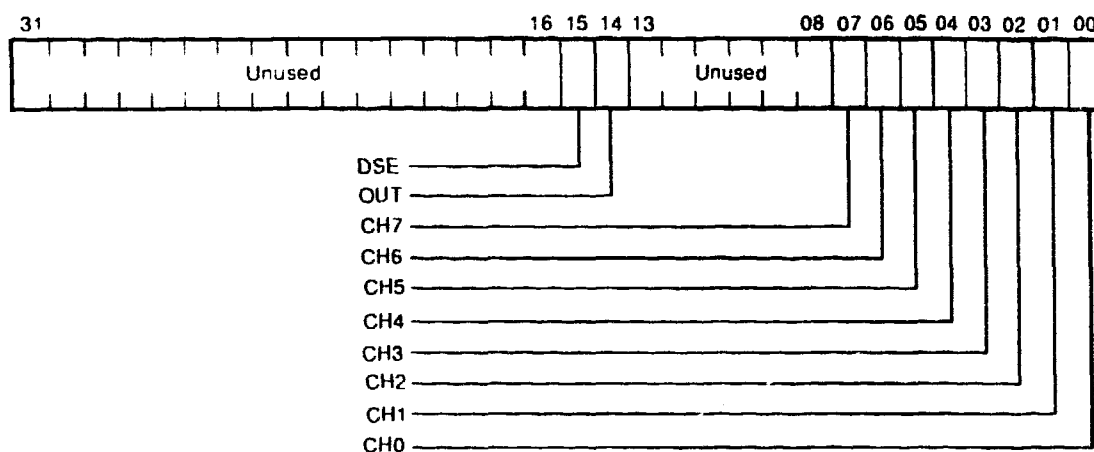 31 16 15 14 13 08 07 06 05 04 03 02 01 00
Unused Unused
DSE
OUT
CH7
CH6
CH5
CH4
CH3
CH2
CH1
CH0